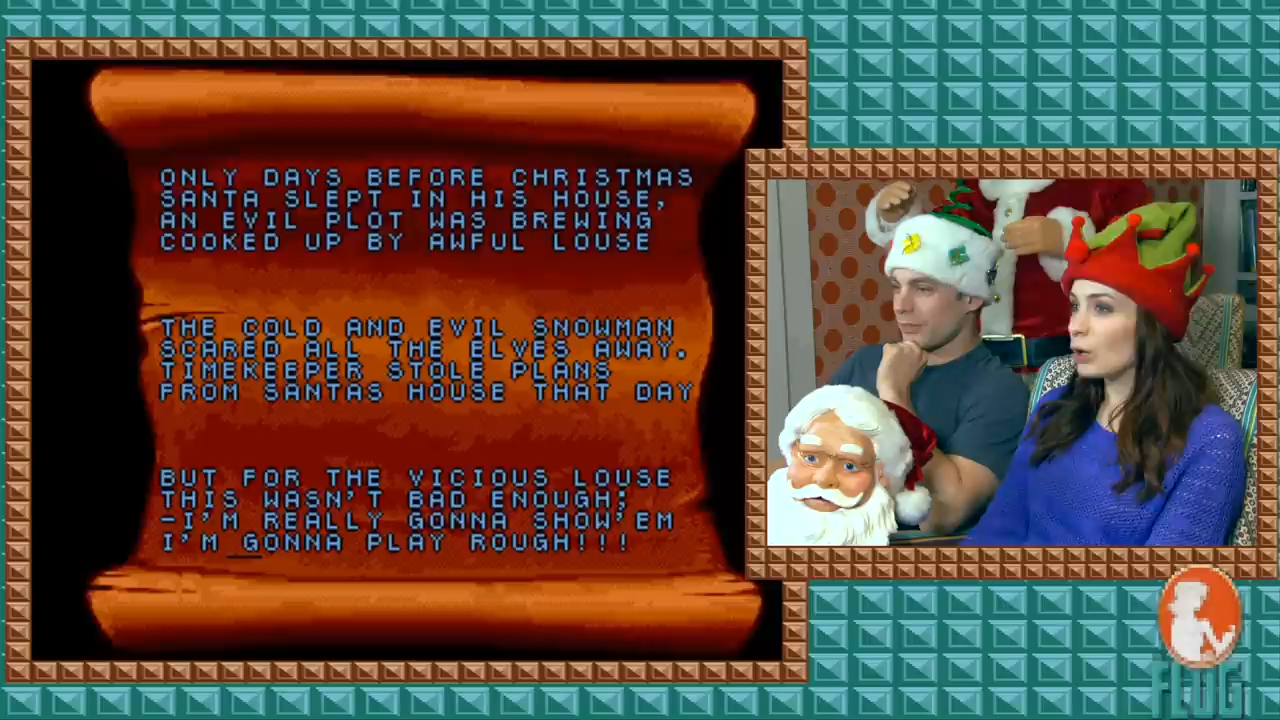 ONLY DAYS BEFORE CHRISTMAS
SANTA SLEPT IN HIS HOUSE,
AN EVIL PLOT WAS BREWING
COOKED UP BY AWFUL LOUSE
THE COLD AND EVIL SNOWMAN
SCARED ALL THE ELVES AWAY.
TIMEKEEPER STOLE PLANS
FROM SANTAS HOUSE THAT DAY
BUT FOR THE VICIOUS LOUSE
THIS WASN'T BAD ENOUGH;
-I'M REALLY GONNA SHOW'EM
I'M GONNA PLAY ROUGH!!!
FLOG